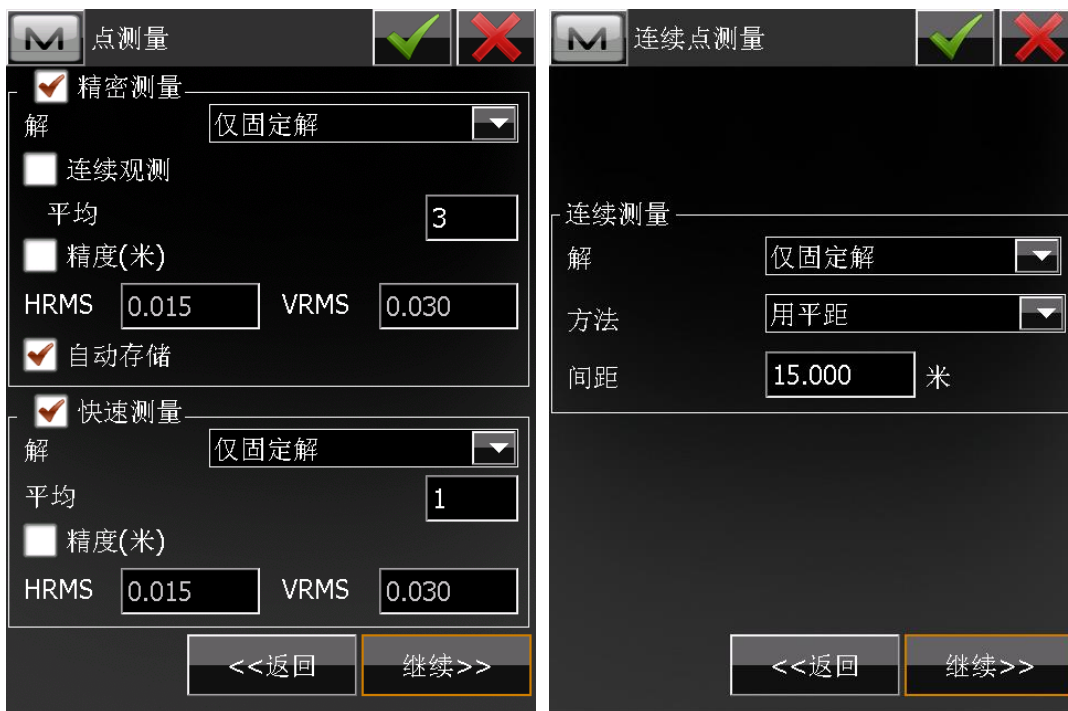 M 点测量
精密测量
解 仅固定解
连续观测
平均 3
精度(米)
HRMS 0.015 VRMS 0.030
自动存储
快速测量
解 仅固定解
平均 1
精度(米)
HRMS 0.015 VRMS 0.030
<<返回 继续>>
M 连续点测量
连续测量
解 仅固定解
方法 用平距
间距 15.000 米
<<返回 继续>>